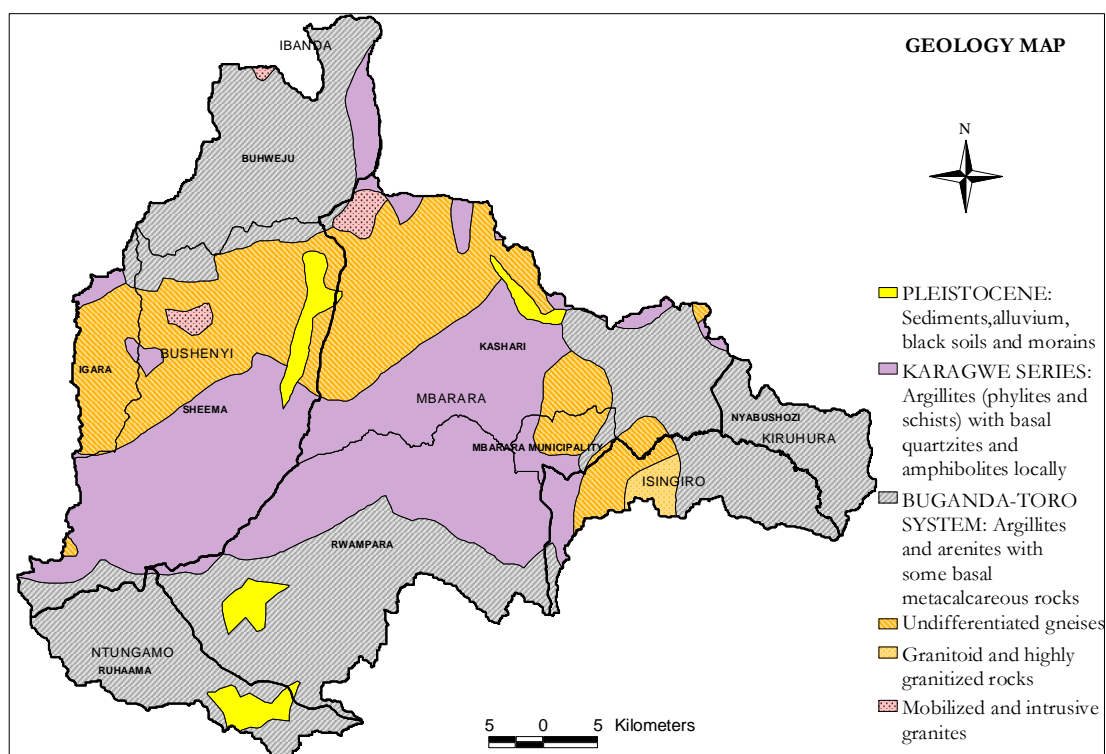 IBANDA
GEOLOGY MAP
N
BUHWEJU
PLEISTOCENE:
Sediments,alluvium,
black soils and morains
KASHARI
BUSHENYI
IGARA
KARAGWE SERIES:
Argillites (phylites and
schists) with basal
quartzites and
amphibolites locally
SHEEMA
MBARARA
NYABUSHOZI
KIRUHURA
MBARARA MUNICIPALITY
ISINGIRO
BUGANDA-TORO
SYSTEM: Argillites
and arenites with
some basal
metacalcareous rocks
RWAMPARA
Undifferentiated gneises
NTUNGAMO
RUHAAMA
Granitoid and highly
granitized rocks
Mobilized and intrusive
granites
5 0 5 Kilometers